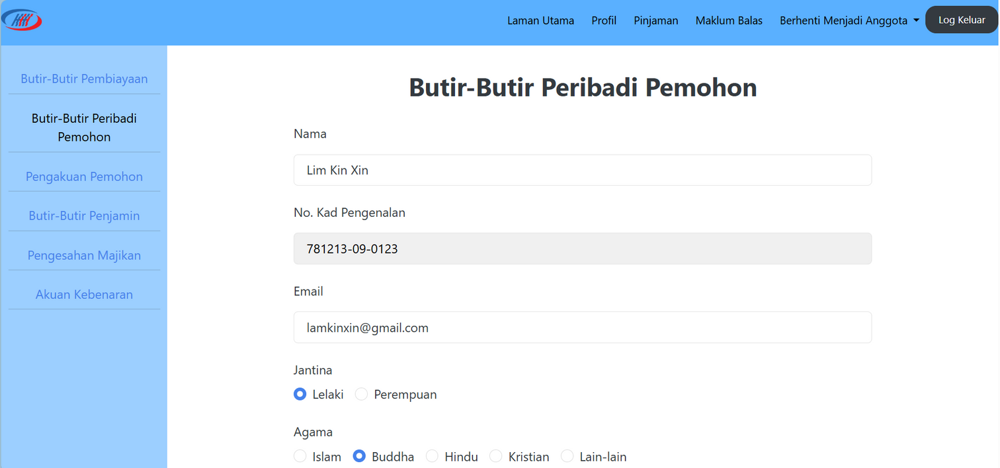 Laman Utama Profil Pinjaman Maklum Balas Berhenti Menjadi Anggota Log Keluar
Butir-Butir Pembiayaan
Butir-Butir Peribadi
Pemohon
Pengakuan Pemohon
Butir-Butir Penjamin
Pengesahan Majikan
Akuan Kebenaran
Butir-Butir Peribadi Pemohon
Nama
Lim Kin Xin
No. Kad Pengenalan
781213-09-0123
Email
lamkinxin@gmail.com
Jantina
Lelaki Perempuan
Agama
Islam Buddha Hindu Kristian Lain-lain